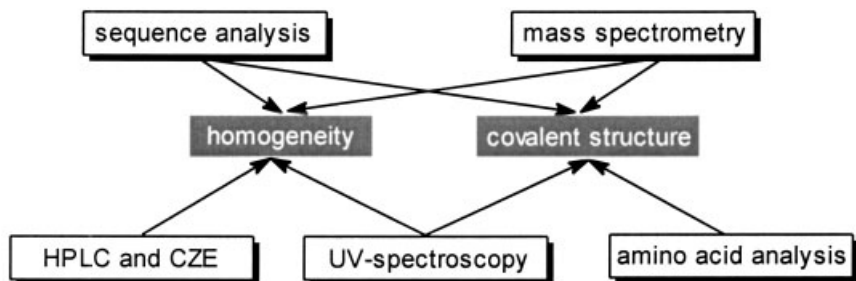 sequence analysis
mass spectrometry
homogeneity
covalent structure
HPLC and CZE
UV-spectroscopy
amino acid analysis